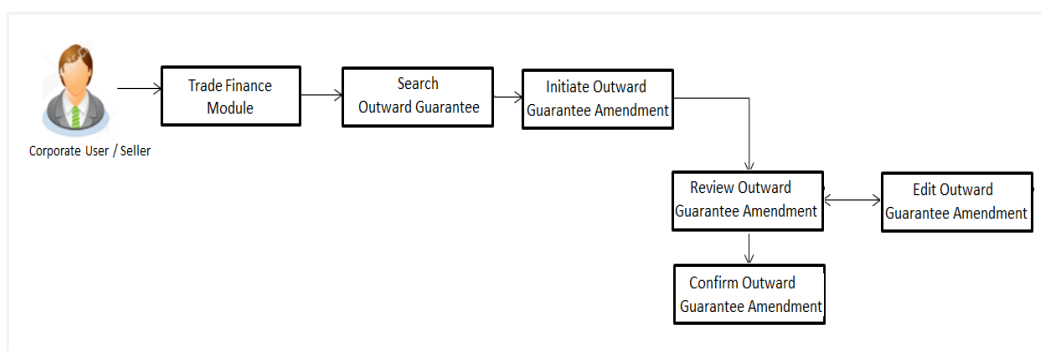 Corporate User / Seller
Trade Finance
Module
Search
Outward Guarantee
Initiate Outward
Guarantee Amendment
Review Outward
Guarantee Amendment
Edit Outward
Guarantee Amendment
Confirm Outward
Guarantee Amendment